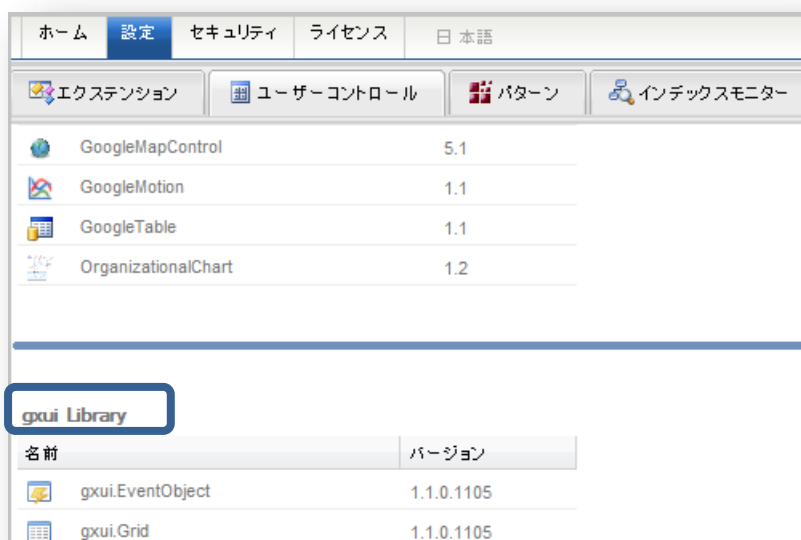 ホーム 設定 セキュリティ ライセンス 日本語
エクステンション ユーザーコントロール パターン インデックスモニター
GoogleMapControl 5.1
GoogleMotion 1.1
GoogleTable 1.1
OrganizationalChart 1.2
gxui Library
名前 バージョン
gxui.EventObject 1.1.0.1105
gxui.Grid 1.1.0.1105